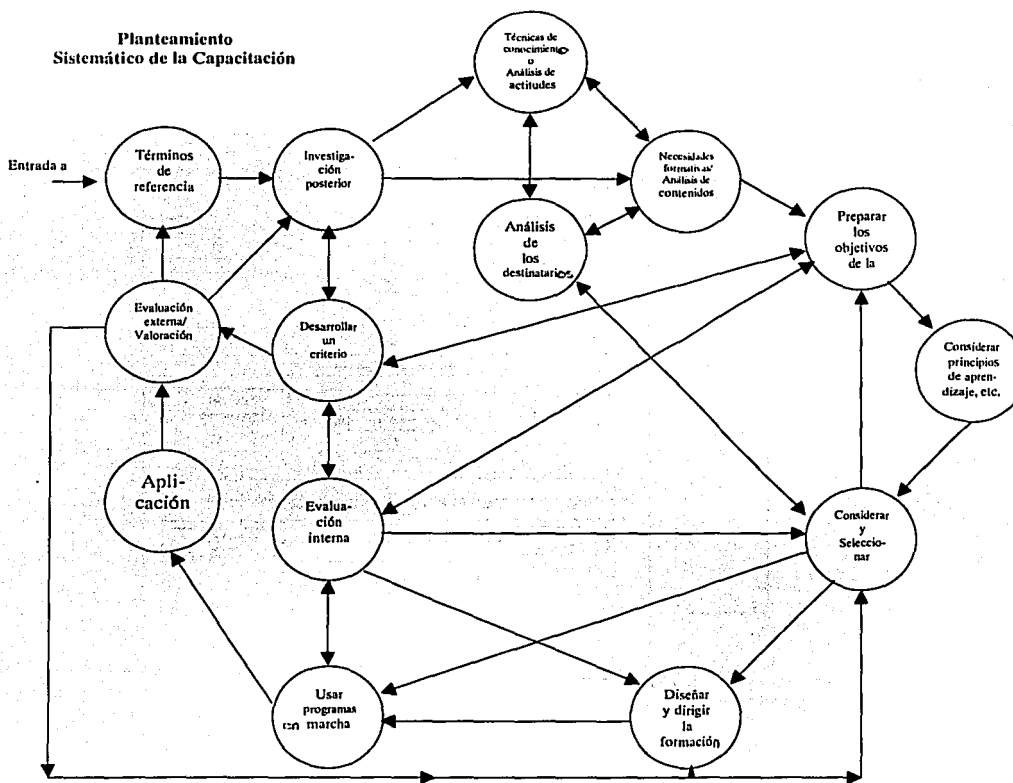 Planteamiento
Sistemático de la Capacitación
Técnicas de
conocimiento
o
Análisis de
actitudes
Entrada a
Términos
de
referencia
Investiga-
ción
posterior
Necesidades
formativas/
Análisis de
contenidos
Análisis
de
los
destinatarios
Preparar
los
objetivos
de la
Evaluación
externa/
Valoración
Desarrollar
un
criterio
Considerar
principios
de apren-
dizaje, etc.
Apli-
cación
Evalua-
ción
interna
Considerar
y
Seleccio-
nar
Usar
programas
en marcha
Diseñar
y dirigir
la
formación